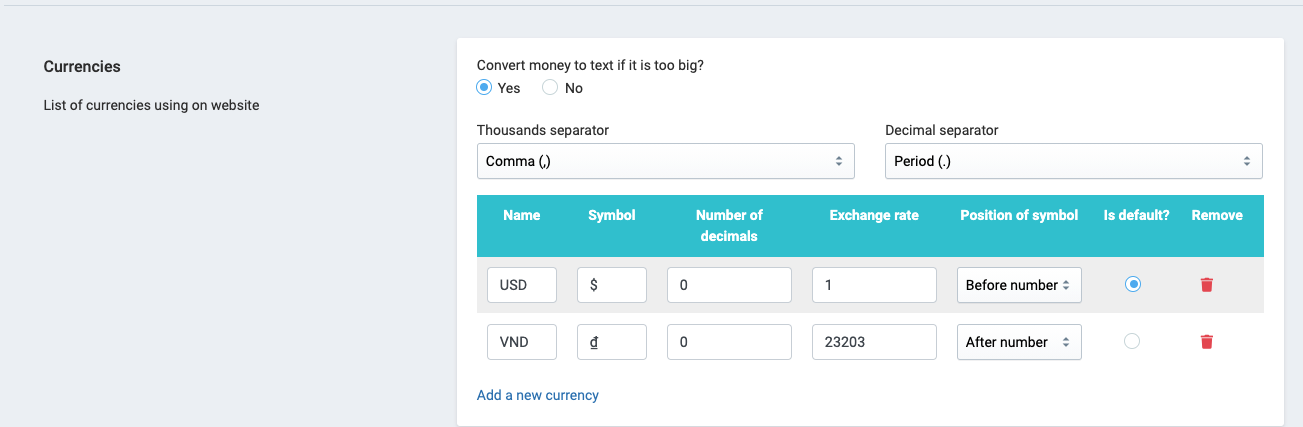 Currencies
List of currencies using on website
Convert money to text if it is too big?
Yes No
Thousands separator Decimal separator
Comma (,) Period (.)
Name Symbol Number of decimals Exchange rate Position of symbol Is default? Remove
USD $ 0 1 Before number
VND ₫ 0 23203 After number
Add a new currency